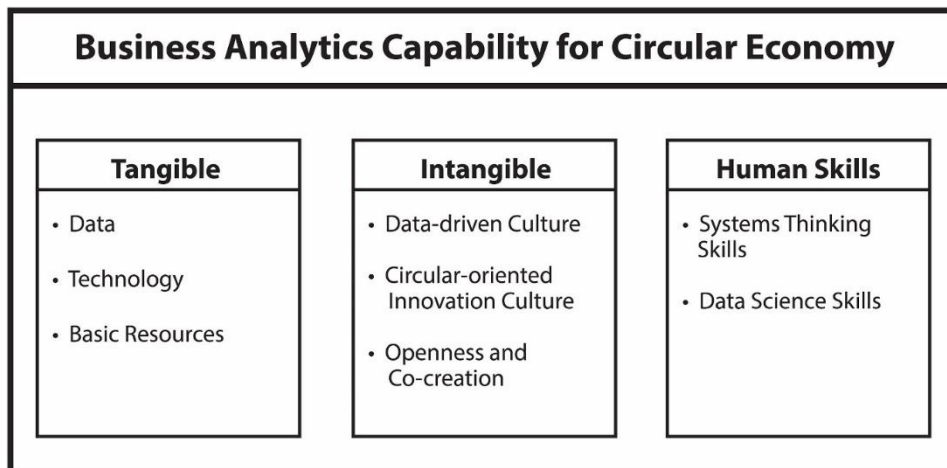 Business Analytics Capability for Circular Economy
Tangible
• Data
• Technology
• Basic Resources
Intangible
• Data-driven Culture
• Circular-oriented
Innovation Culture
• Openness and
Co-creation
Human Skills
• Systems Thinking
Skills
• Data Science Skills